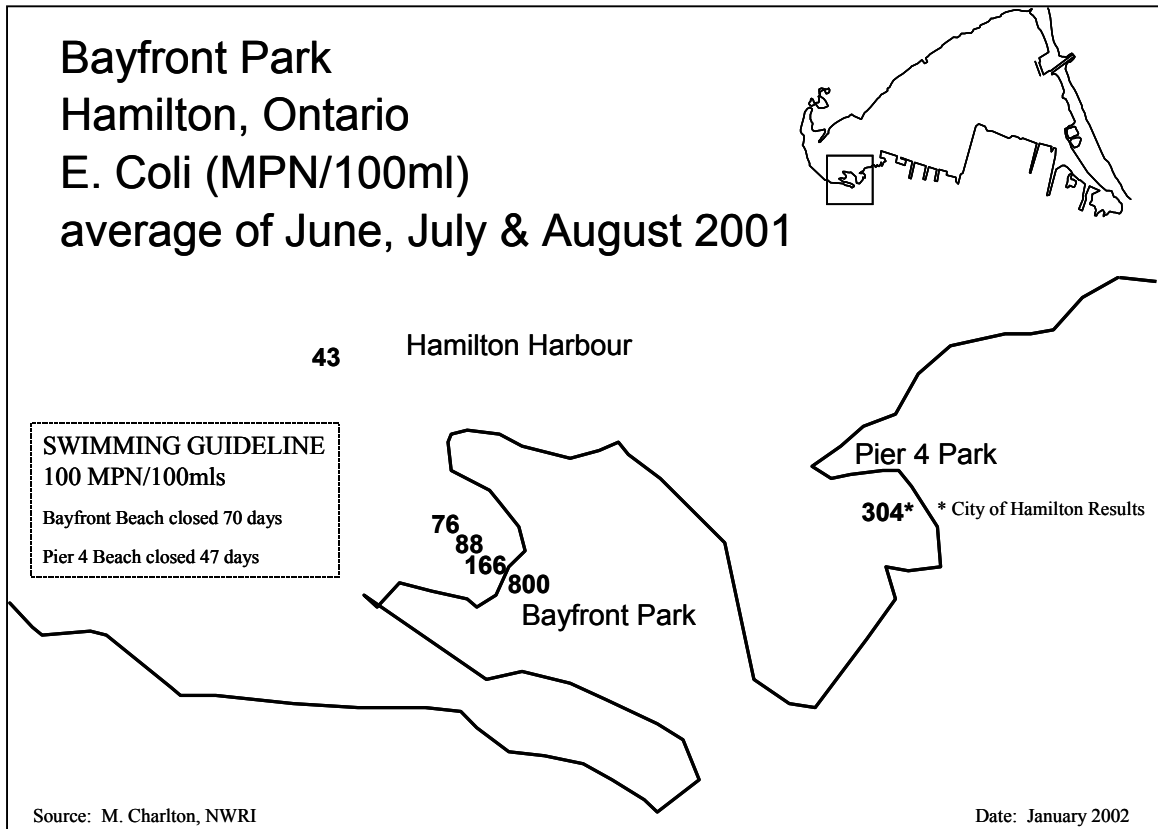 Bayfront Park
Hamilton, Ontario
E. Coli (MPN/100ml)
average of June, July & August 2001
43
Hamilton Harbour
SWIMMING GUIDELINE
100 MPN/100mls
Bayfront Beach closed 70 days
Pier 4 Beach closed 47 days
Pier 4 Park
304*
* City of Hamilton Results
76
88
166
800
Bayfront Park
Source: M. Charlton, NWRI
Date: January 2002